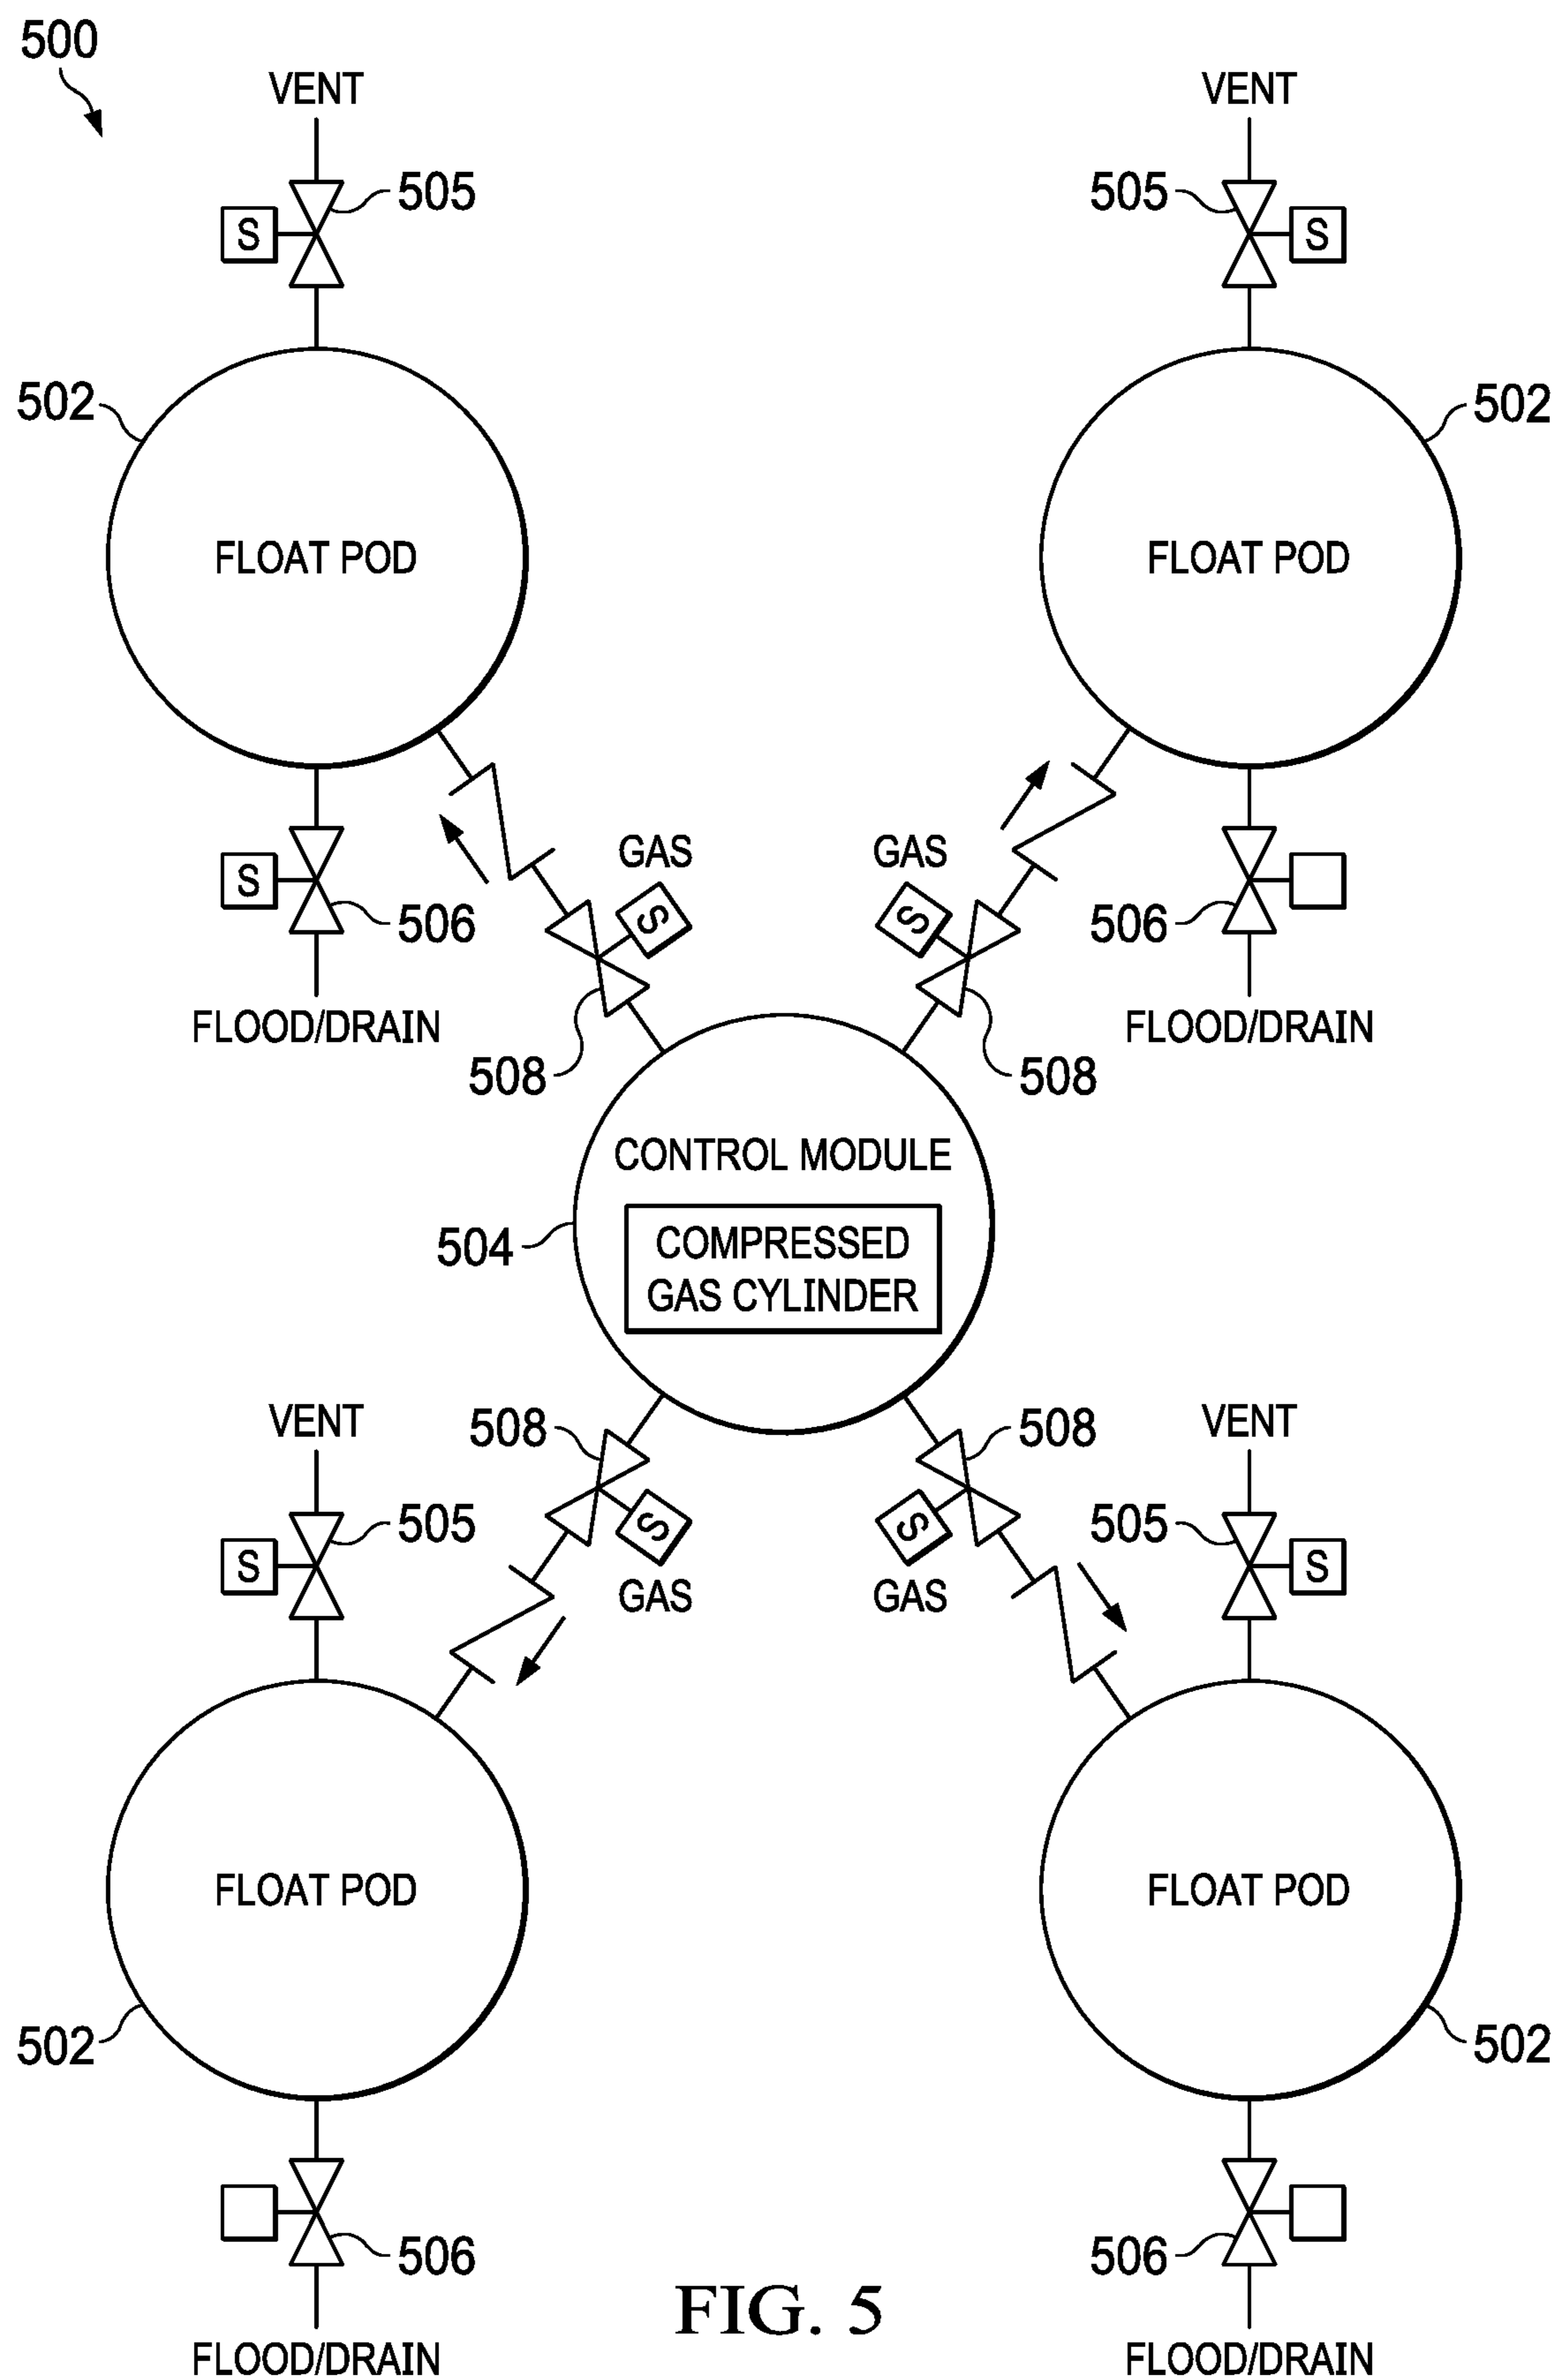 500
VENT
VENT
505
505
S
S
502
502
FLOAT POD
FLOAT POD
GAS
GAS
S
S
S
506
506
FLOOD/DRAIN
FLOOD/DRAIN
508
508
CONTROL MODULE
504
COMPRESSED
GAS CYLINDER
VENT
508
508
VENT
505
505
S
S
S
S
GAS
GAS
FLOAT POD
FLOAT POD
502
502
506
506
FIG. 5
FLOOD/DRAIN
FLOOD/DRAIN